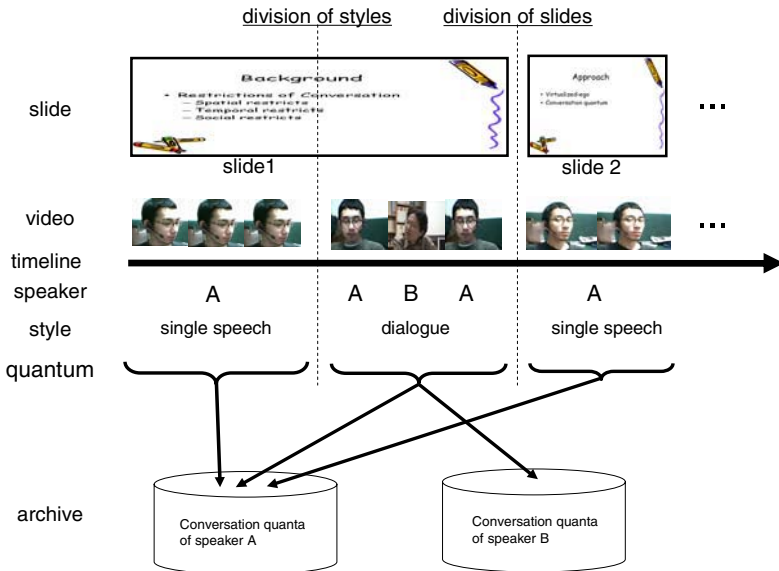 division of styles division of slides
slide
Background
• Restrictions of Conversation
— Spatial restricts
— Temporal restricts
— Social restricts
Approach
• Virtualized-ego
• Conversation quantum
...
slide1
slide 2
video
...
timeline
speaker A A B A A
style single speech dialogue single speech
quantum
archive
Conversation quanta
of speaker A
Conversation quanta
of speaker B